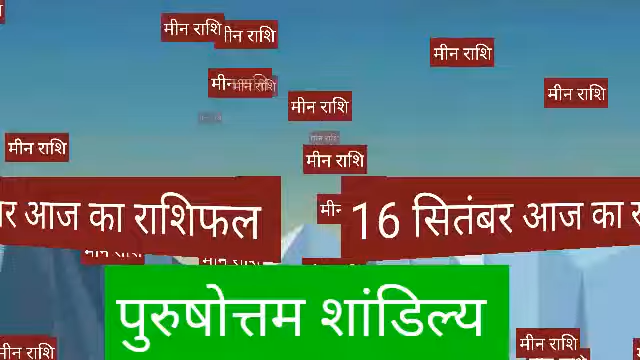 मीन राशि
मीन राशि
मीन राशि
मीन राशि
मीन राशि
मीन राशि
मीन राशि
मीन राशि
मीन राशि
आज का राशिफल
16 सितंबर आज का
पुरुषोत्तम शांडिल्य
मीन राशि
मीन राशि